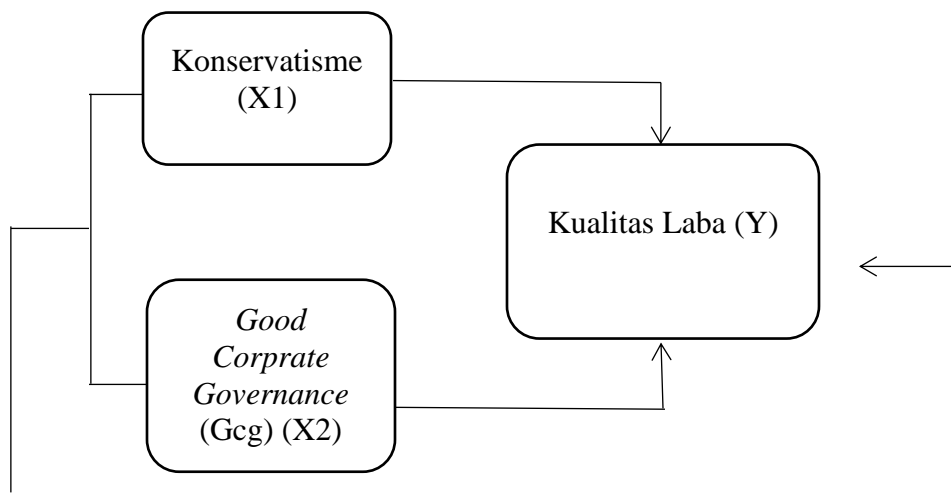 Konservatisme
(X1)
Kualitas Laba (Y)
Good
Corprate
Governance
(Gcg) (X2)